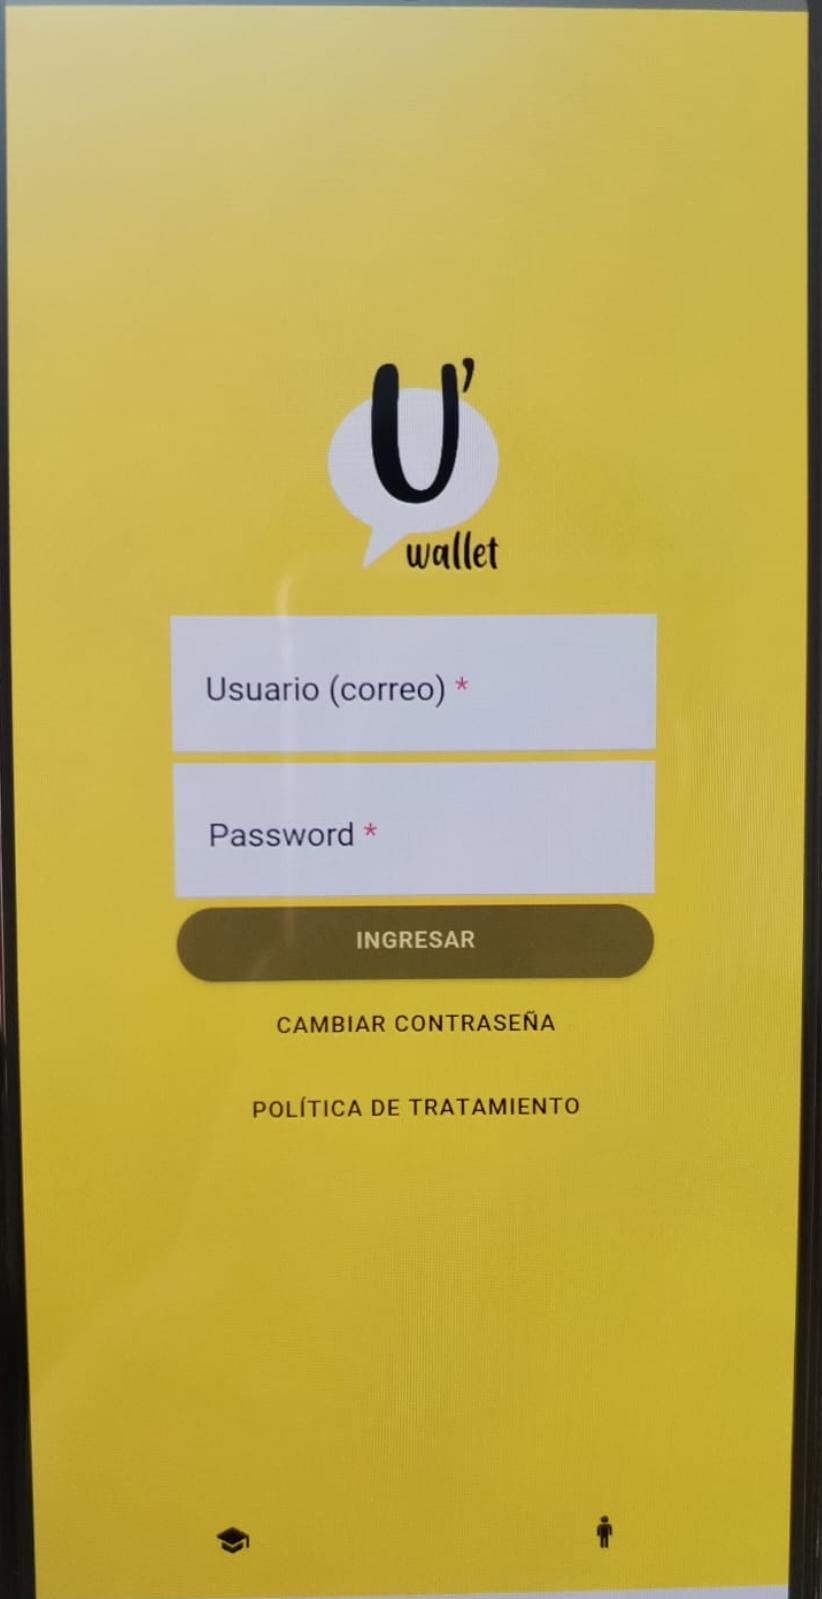 U'
wallet
Usuario (correo) *
Password *
INGRESAR
CAMBIAR CONTRASEÑA
POLÍTICA DE TRATAMIENTO